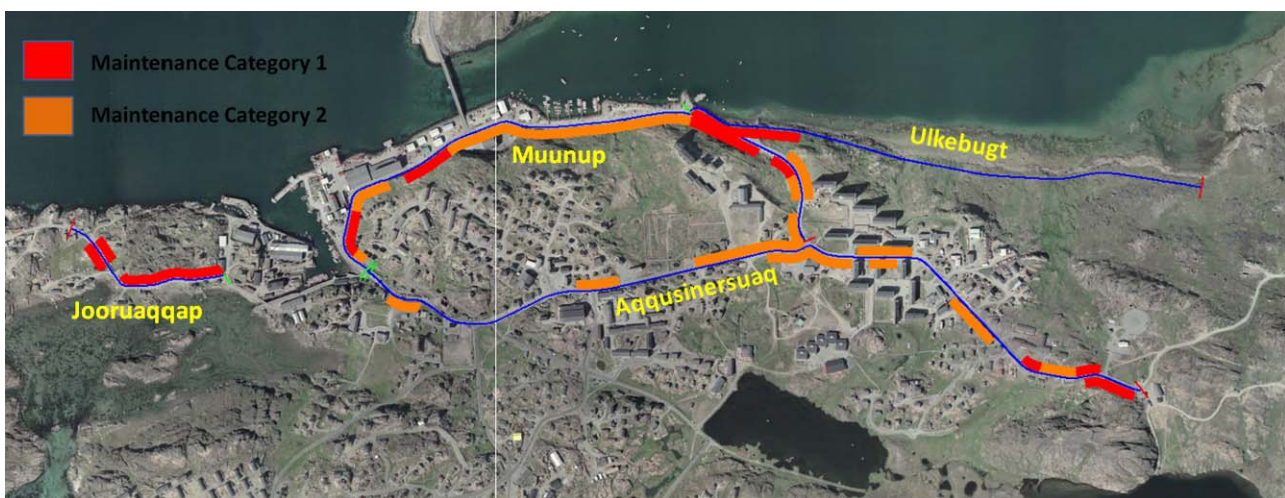 Maintenance Category 1
Maintenance Category 2
Ulkebugt
Muunup
Aqqusinersuaq
Jooruaqqap